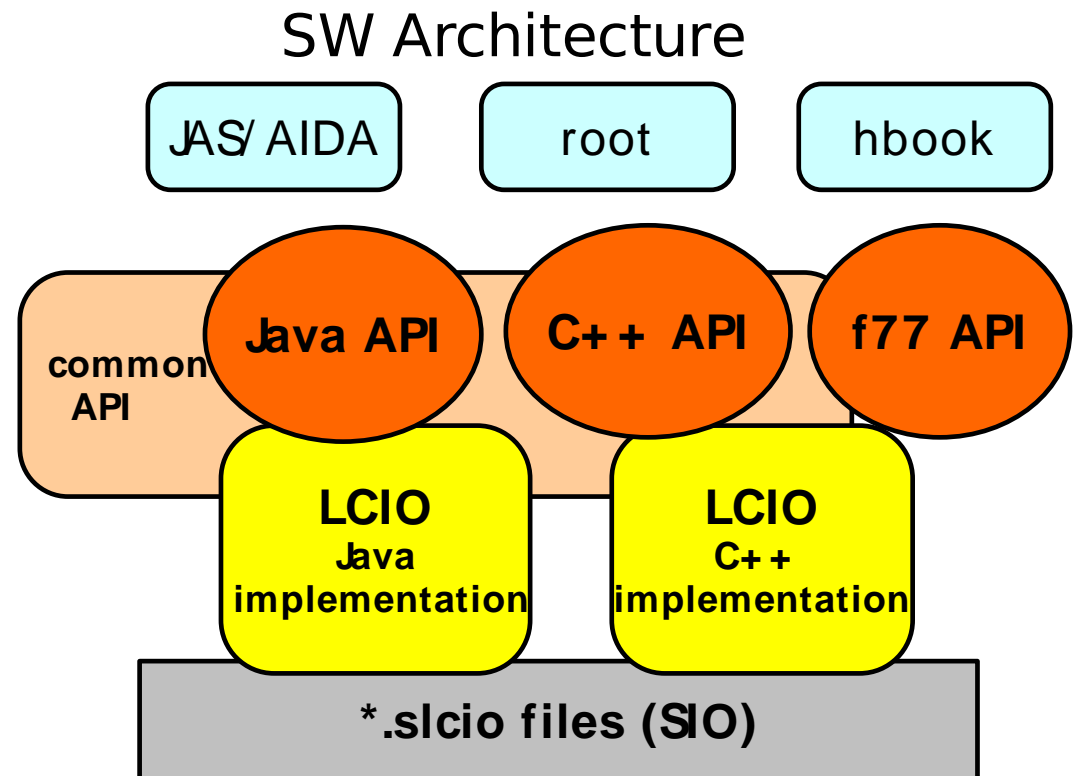 SW Architecture
JAS/ AIDA
root
hbook
Java API
C++ API
f77 API
common
API
LCIO
Java
implementation
LCIO
C++
implementation
*.slcio files (SIO)